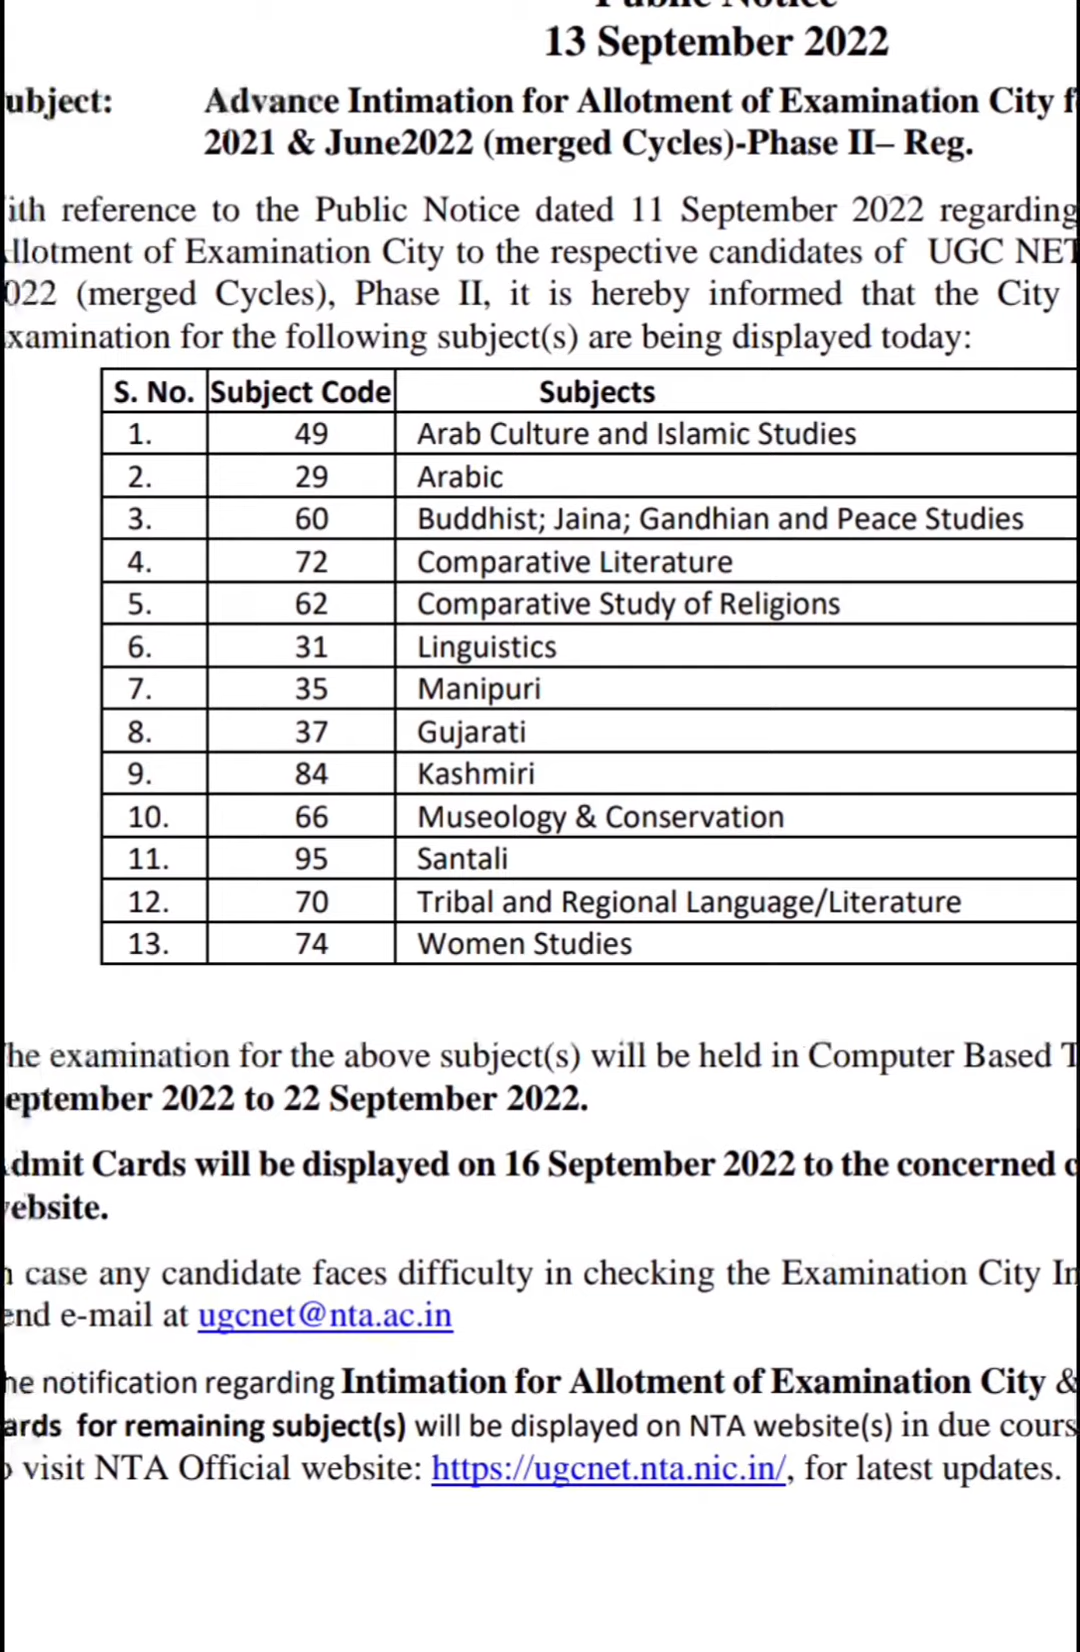 Public Notice
13 September 2022
ubject: Advance Intimation for Allotment of Examination City f
2021 & June2022 (merged Cycles)-Phase II– Reg.
ith reference to the Public Notice dated 11 September 2022 regarding
llotment of Examination City to the respective candidates of UGC NET
022 (merged Cycles), Phase II, it is hereby informed that the City
xamination for the following subject(s) are being displayed today:
S. No. Subject Code Subjects
1. 49 Arab Culture and Islamic Studies
2. 29 Arabic
3. 60 Buddhist; Jaina; Gandhian and Peace Studies
4. 72 Comparative Literature
5. 62 Comparative Study of Religions
6. 31 Linguistics
7. 35 Manipuri
8. 37 Gujarati
9. 84 Kashmiri
10. 66 Museology & Conservation
11. 95 Santali
12. 70 Tribal and Regional Language/Literature
13. 74 Women Studies
he examination for the above subject(s) will be held in Computer Based T
eptember 2022 to 22 September 2022.
dmit Cards will be displayed on 16 September 2022 to the concerned c
ebsite.
n case any candidate faces difficulty in checking the Examination City In
end e-mail at ugcnet@nta.ac.in
he notification regarding Intimation for Allotment of Examination City &
ards for remaining subject(s) will be displayed on NTA website(s) in due cours
o visit NTA Official website: https://ugcnet.nta.nic.in/, for latest updates.